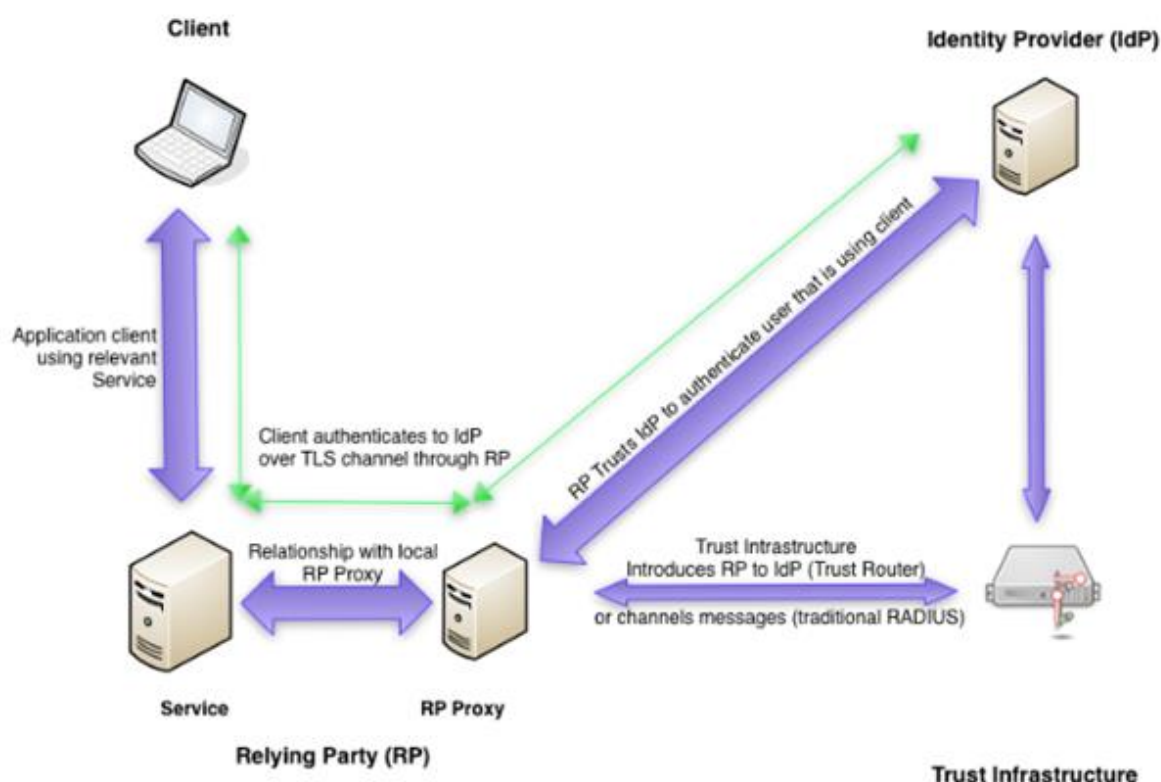 Client
Identity Provider (IdP)
Application client
using relevant
Service
Client authenticates to IdP
over TLS channel through RP
RP Trusts IdP to authenticate user that is using client
Relationship with local
RP Proxy
Trust Intrastructure
Introduces RP to IdP (Trust Router)
or channels messages (traditional RADIUS)
Service
RP Proxy
Relying Party (RP)
Trust Infrastructure